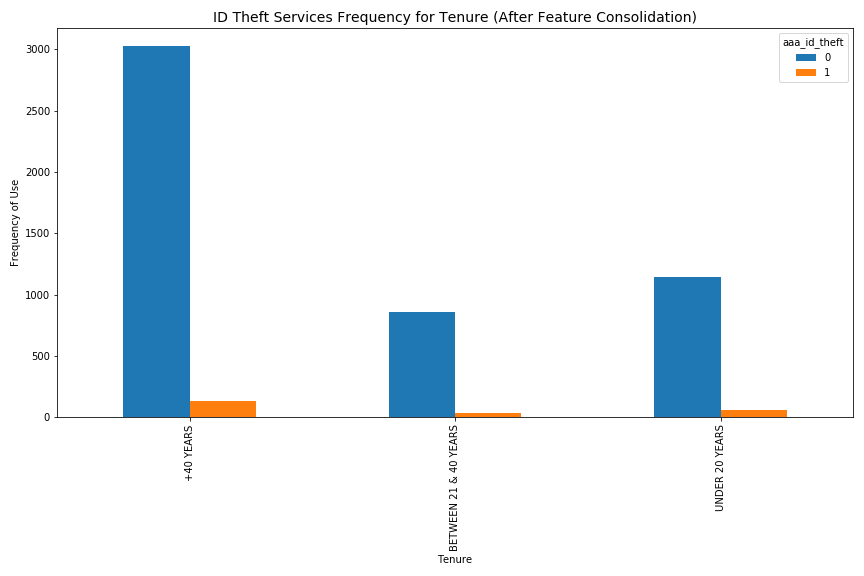 ID Theft Services Frequency for Tenure (After Feature Consolidation)
aaa_id_theft
0
1
Frequency of Use
3000
2500
2000
1500
1000
500
0
+40 YEARS
BETWEEN 21 & 40 YEARS
UNDER 20 YEARS
Tenure